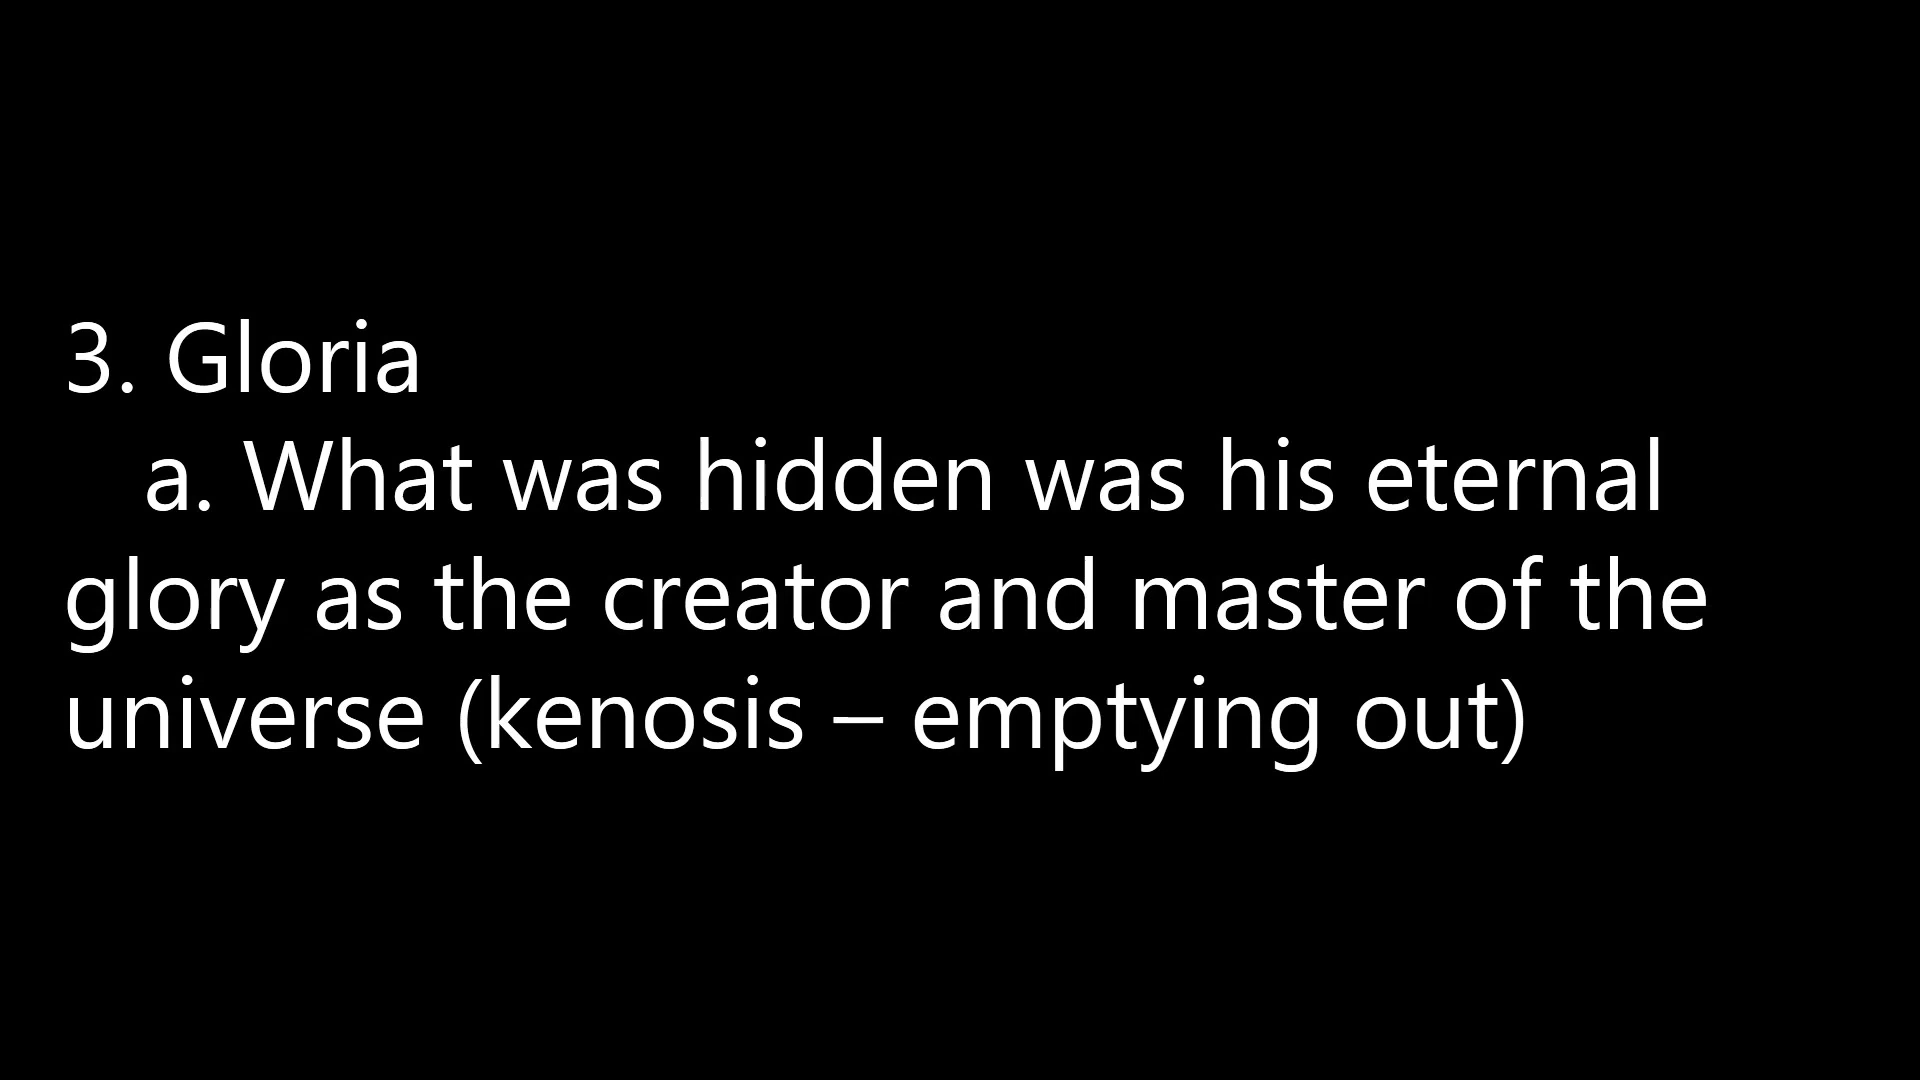 3. Gloria
a. What was hidden was his eternal
glory as the creator and master of the
universe (kenosis – emptying out)